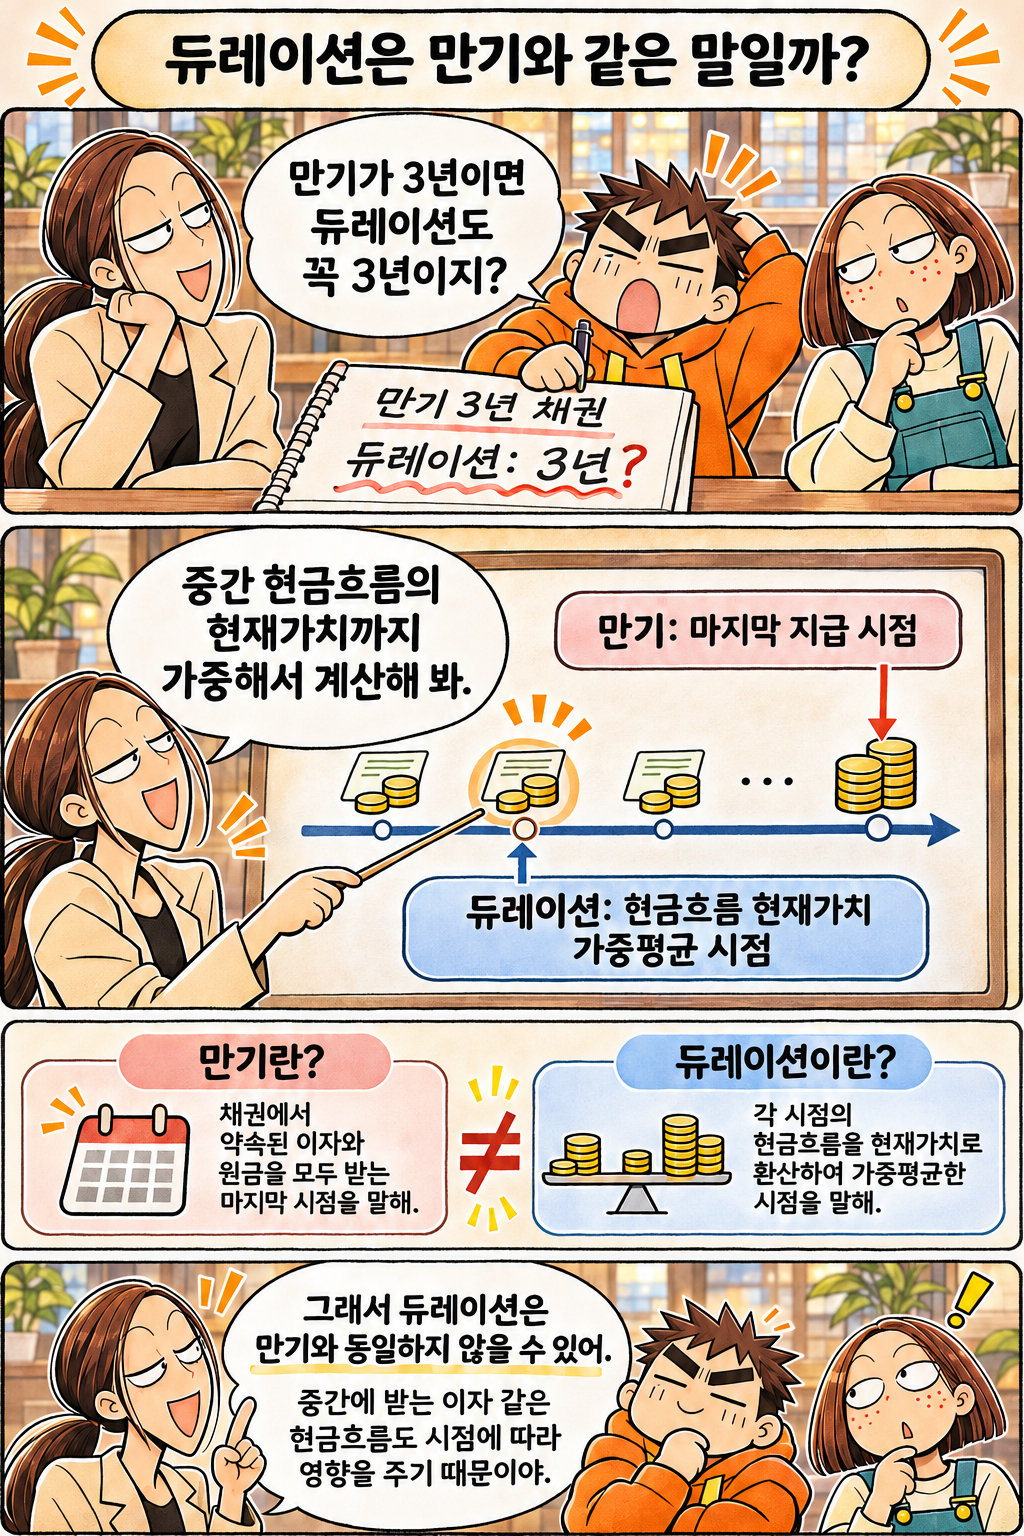 듀레이션은 만기와 같은 말일까?
만기가 3년이면
듀레이션도
꼭 3년이지?
만기 3년 채권
듀레이션: 3년?
중간 현금흐름의
현재가치까지
가중해서 계산해 봐.
만기: 마지막 지급 시점
듀레이션: 현금흐름 현재가치
가중평균 시점
만기란?
채권에서
약속된 이자와
원금을 모두 받는
마지막 시점을 말해.
≠
듀레이션이란?
각 시점의
현금흐름을 현재가치로
환산하여 가중평균한
시점을 말해.
그래서 듀레이션은
만기와 동일하지 않을 수 있어.
중간에 받는 이자 같은
현금흐름도 시점에 따라
영향을 주기 때문이야.